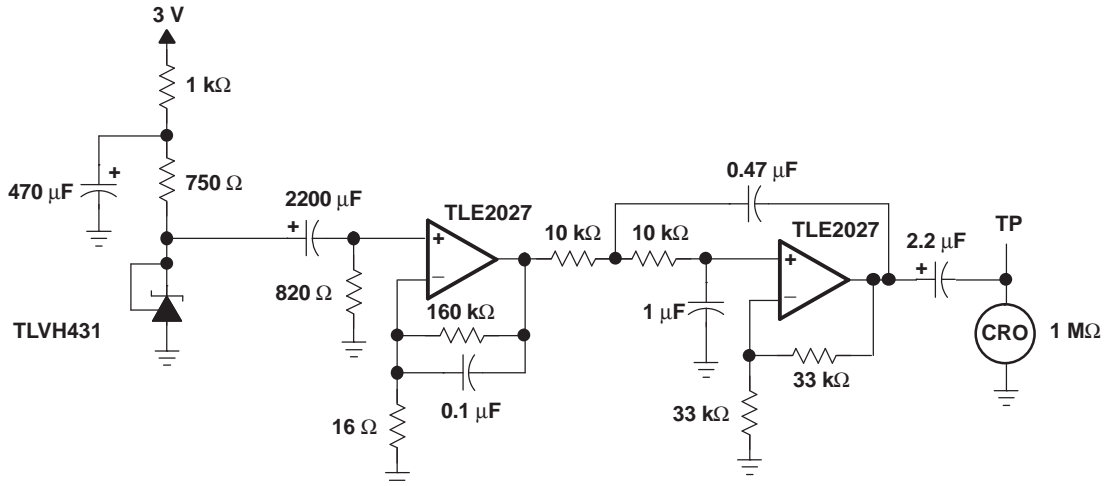 3 V
1 kΩ
470 μF
+
750 Ω
2200 μF
+
TLE2027
+
−
820 Ω
160 kΩ
0.1 μF
16 Ω
TLVH431
10 kΩ
10 kΩ
0.47 μF
TLE2027
+
−
1 μF
33 kΩ
33 kΩ
2.2 μF
+
TP
CRO
1 MΩ